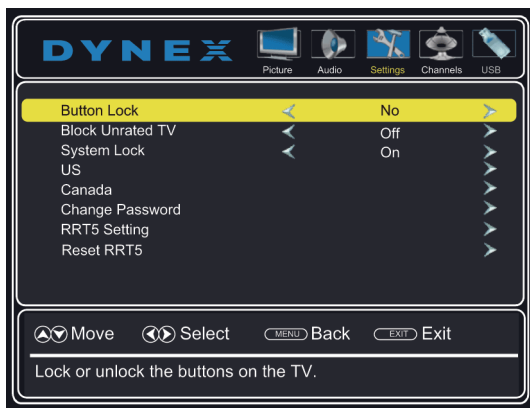 DYNEX
Picture Audio Settings Channels USB
Button Lock No
Block Unrated TV Off
System Lock On
US
Canada
Change Password
RRT5 Setting
Reset RRT5
Move Select MENU Back EXIT Exit
Lock or unlock the buttons on the TV.